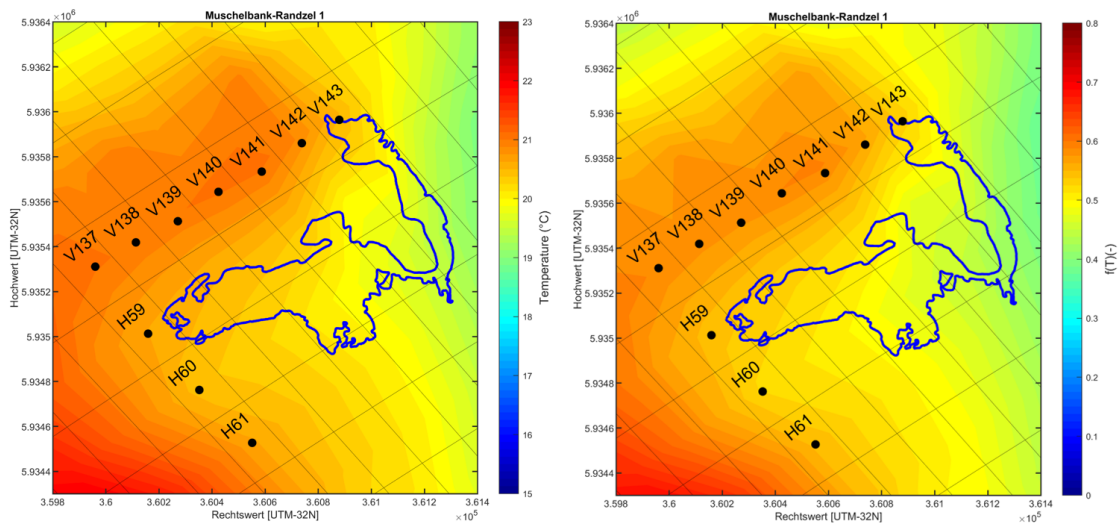 Muschelbank-Randzel 1
×10⁶
5.9364
5.9362
5.936
5.9358
5.9356
5.9354
5.9352
5.935
5.9348
5.9346
5.9344
Hochwert [UTM-32N]
V137
V138
V139
V140
V141
V142
V143
H59
H60
H61
3.598
3.6
3.602
3.604
3.606
3.608
3.61
3.612
3.614
Rechtswert [UTM-32N]
×10⁵
23
22
21
20
19
18
17
16
15
Temperature (°C)
Muschelbank-Randzel 1
×10⁶
5.9364
5.9362
5.936
5.9358
5.9356
5.9354
5.9352
5.935
5.9348
5.9346
5.9344
Hochwert [UTM-32N]
V137
V138
V139
V140
V141
V142
V143
H59
H60
H61
3.598
3.6
3.602
3.604
3.606
3.608
3.61
3.612
3.614
Rechtswert [UTM-32N]
×10⁵
0.8
0.7
0.6
0.5
0.4
0.3
0.2
0.1
0
f(T)(-)